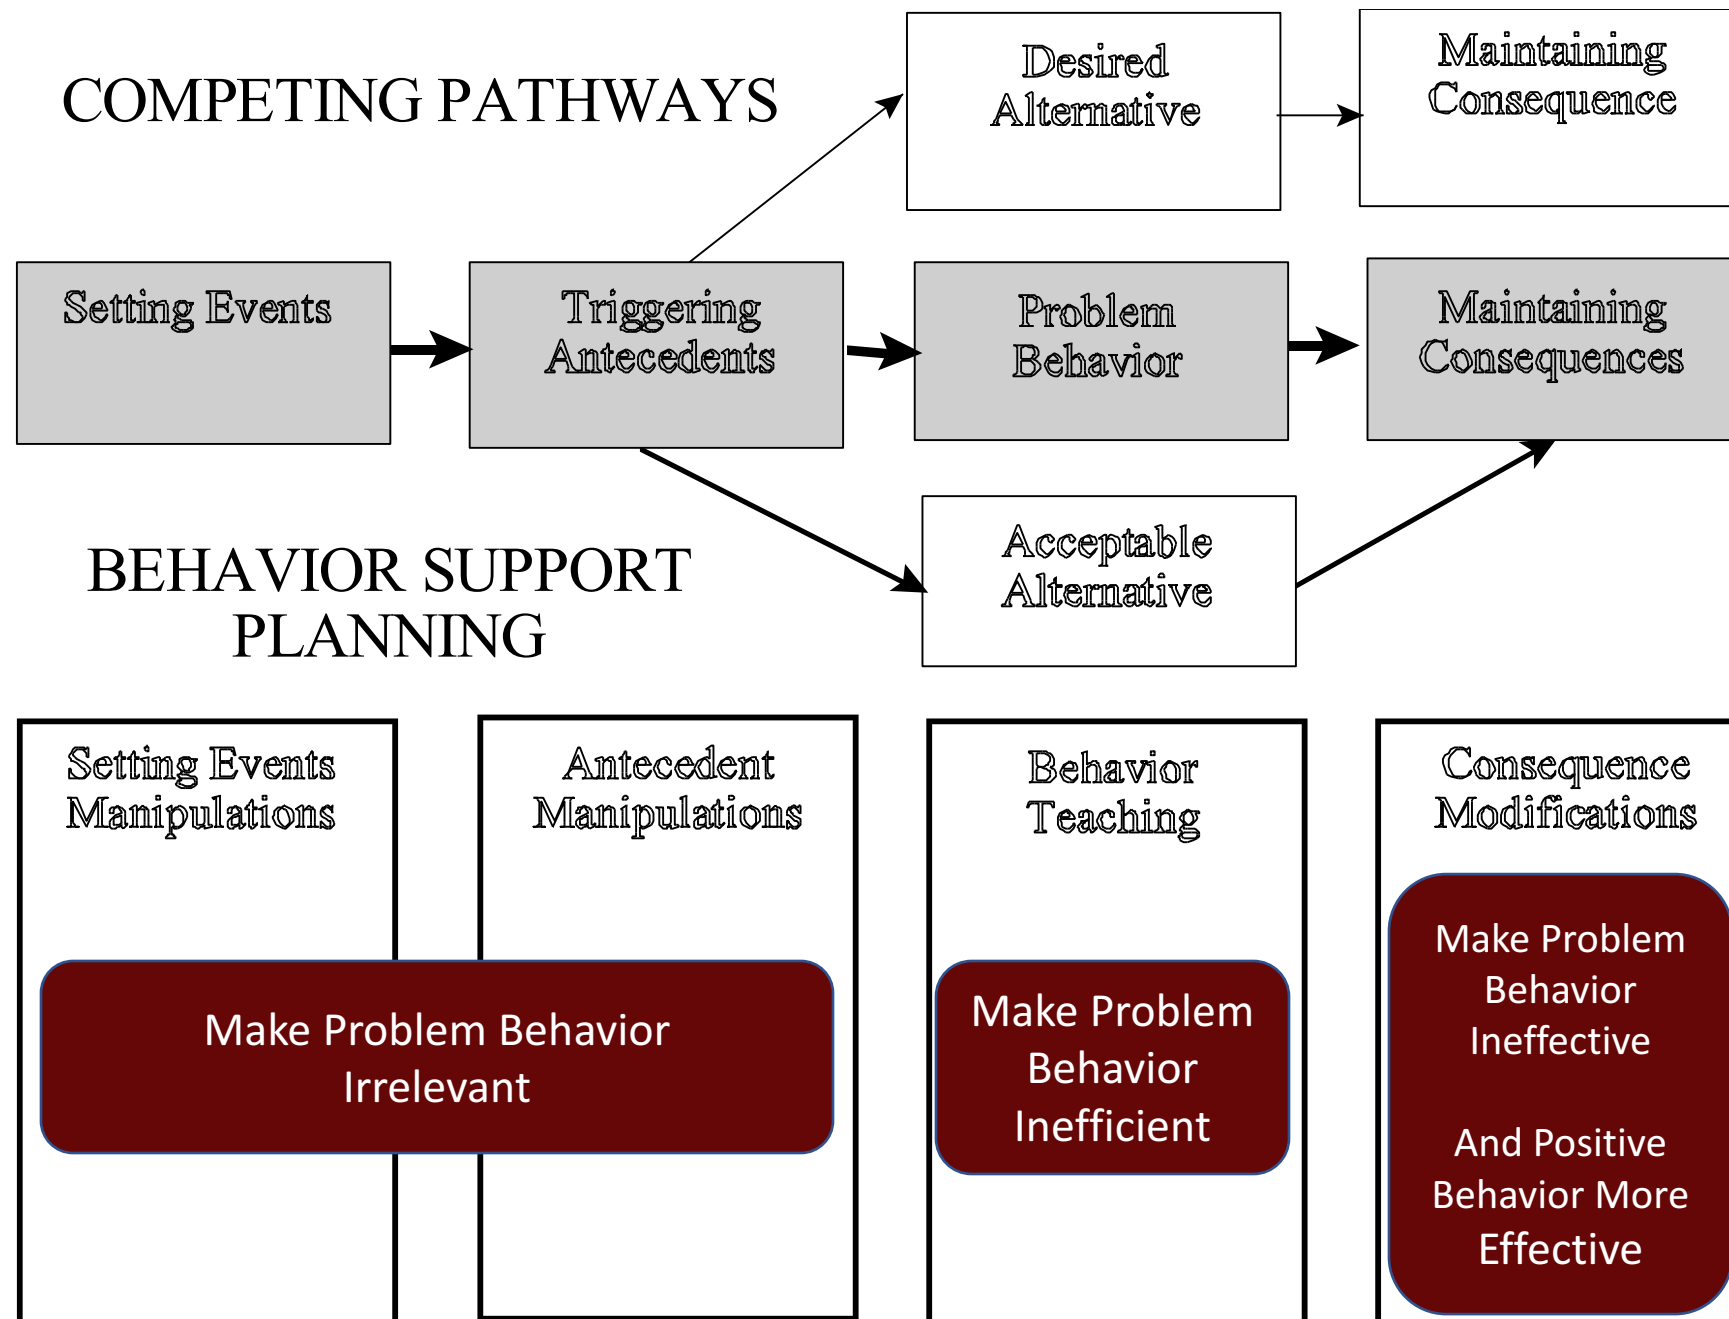 COMPETING PATHWAYS
Desired
Alternative
Maintaining
Consequence
Setting Events
Triggering
Antecedents
Problem
Behavior
Maintaining
Consequences
Acceptable
Alternative
BEHAVIOR SUPPORT
PLANNING
Setting Events
Manipulations
Antecedent
Manipulations
Behavior
Teaching
Consequence
Modifications
Make Problem Behavior
Irrelevant
Make Problem
Behavior
Inefficient
Make Problem
Behavior
Ineffective
And Positive
Behavior More
Effective